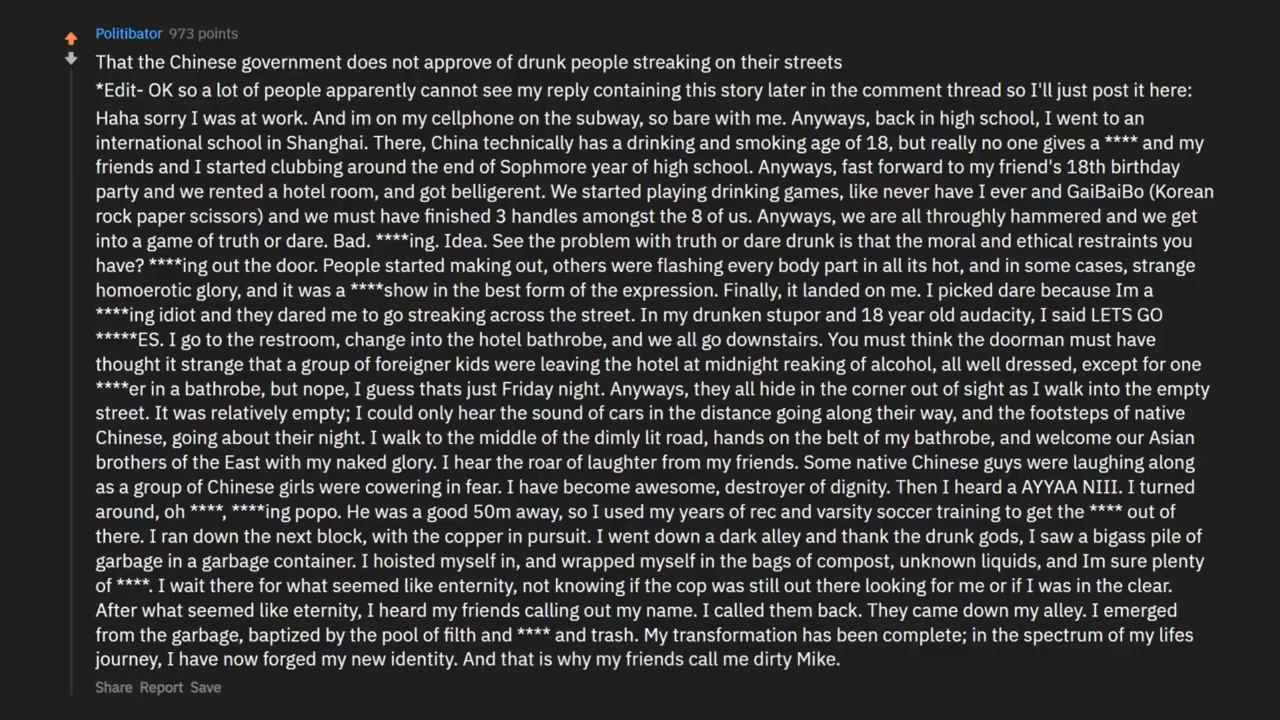 Politibator 973 points
That the Chinese government does not approve of drunk people streaking on their streets
*Edit- OK so a lot of people apparently cannot see my reply containing this story later in the comment thread so I'll just post it here:
Haha sorry I was at work. And im on my cellphone on the subway, so bare with me. Anyways, back in high school, I went to an
international school in Shanghai. There, China technically has a drinking and smoking age of 18, but really no one gives a **** and my
friends and I started clubbing around the end of Sophmore year of high school. Anyways, fast forward to my friend's 18th birthday
party and we rented a hotel room, and got belligerent. We started playing drinking games, like never have I ever and GaiBaiBo (Korean
rock paper scissors) and we must have finished 3 handles amongst the 8 of us. Anyways, we are all throughly hammered and we get
into a game of truth or dare. Bad. ****ing. Idea. See the problem with truth or dare drunk is that the moral and ethical restraints you
have? ****ing out the door. People started making out, others were flashing every body part in all its hot, and in some cases, strange
homoerotic glory, and it was a ****show in the best form of the expression. Finally, it landed on me. I picked dare because Im a
****ing idiot and they dared me to go streaking across the street. In my drunken stupor and 18 year old audacity, I said LETS GO
*****ES. I go to the restroom, change into the hotel bathrobe, and we all go downstairs. You must think the doorman must have
thought it strange that a group of foreigner kids were leaving the hotel at midnight reaking of alcohol, all well dressed, except for one
****er in a bathrobe, but nope, I guess thats just Friday night. Anyways, they all hide in the corner out of sight as I walk into the empty
street. It was relatively empty; I could only hear the sound of cars in the distance going along their way, and the footsteps of native
Chinese, going about their night. I walk to the middle of the dimly lit road, hands on the belt of my bathrobe, and welcome our Asian
brothers of the East with my naked glory. I hear the roar of laughter from my friends. Some native Chinese guys were laughing along
as a group of Chinese girls were cowering in fear. I have become awesome, destroyer of dignity. Then I heard a AYYAA NIII. I turned
around, oh ****, ****ing popo. He was a good 50m away, so I used my years of rec and varsity soccer training to get the **** out of
there. I ran down the next block, with the copper in pursuit. I went down a dark alley and thank the drunk gods, I saw a bigass pile of
garbage in a garbage container. I hoisted myself in, and wrapped myself in the bags of compost, unknown liquids, and Im sure plenty
of ****. I wait there for what seemed like enternity, not knowing if the cop was still out there looking for me or if I was in the clear.
After what seemed like eternity, I heard my friends calling out my name. I called them back. They came down my alley. I emerged
from the garbage, baptized by the pool of filth and **** and trash. My transformation has been complete; in the spectrum of my lifes
journey, I have now forged my new identity. And that is why my friends call me dirty Mike.
Share Report Save